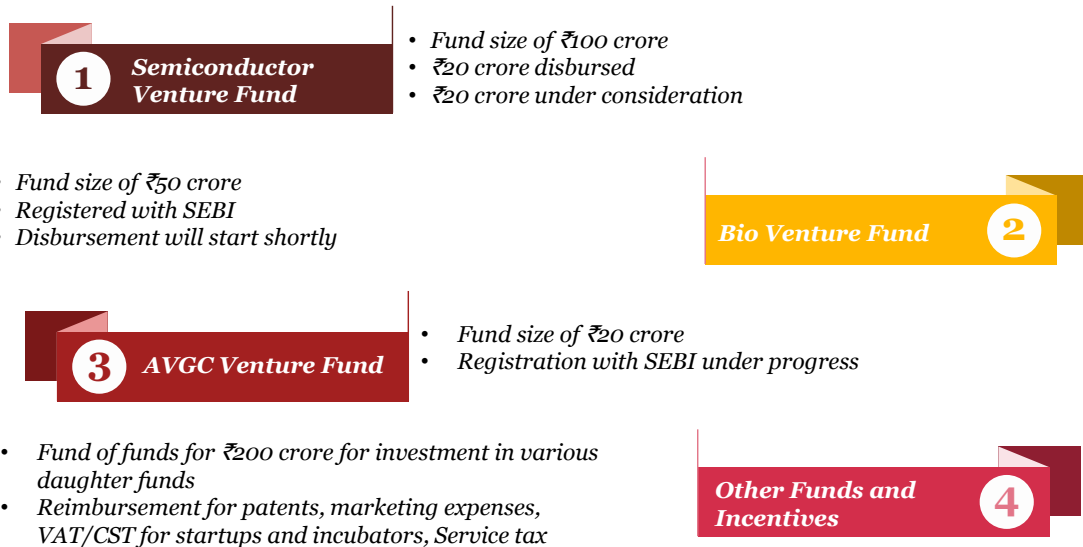 1
Semiconductor
Venture Fund
• Fund size of ₹100 crore
• ₹20 crore disbursed
• ₹20 crore under consideration
• Fund size of ₹50 crore
• Registered with SEBI
• Disbursement will start shortly
Bio Venture Fund
2
3
AVGC Venture Fund
• Fund size of ₹20 crore
• Registration with SEBI under progress
• Fund of funds for ₹200 crore for investment in various
daughter funds
• Reimbursement for patents, marketing expenses,
VAT/CST for startups and incubators, Service tax
Other Funds and
Incentives
4